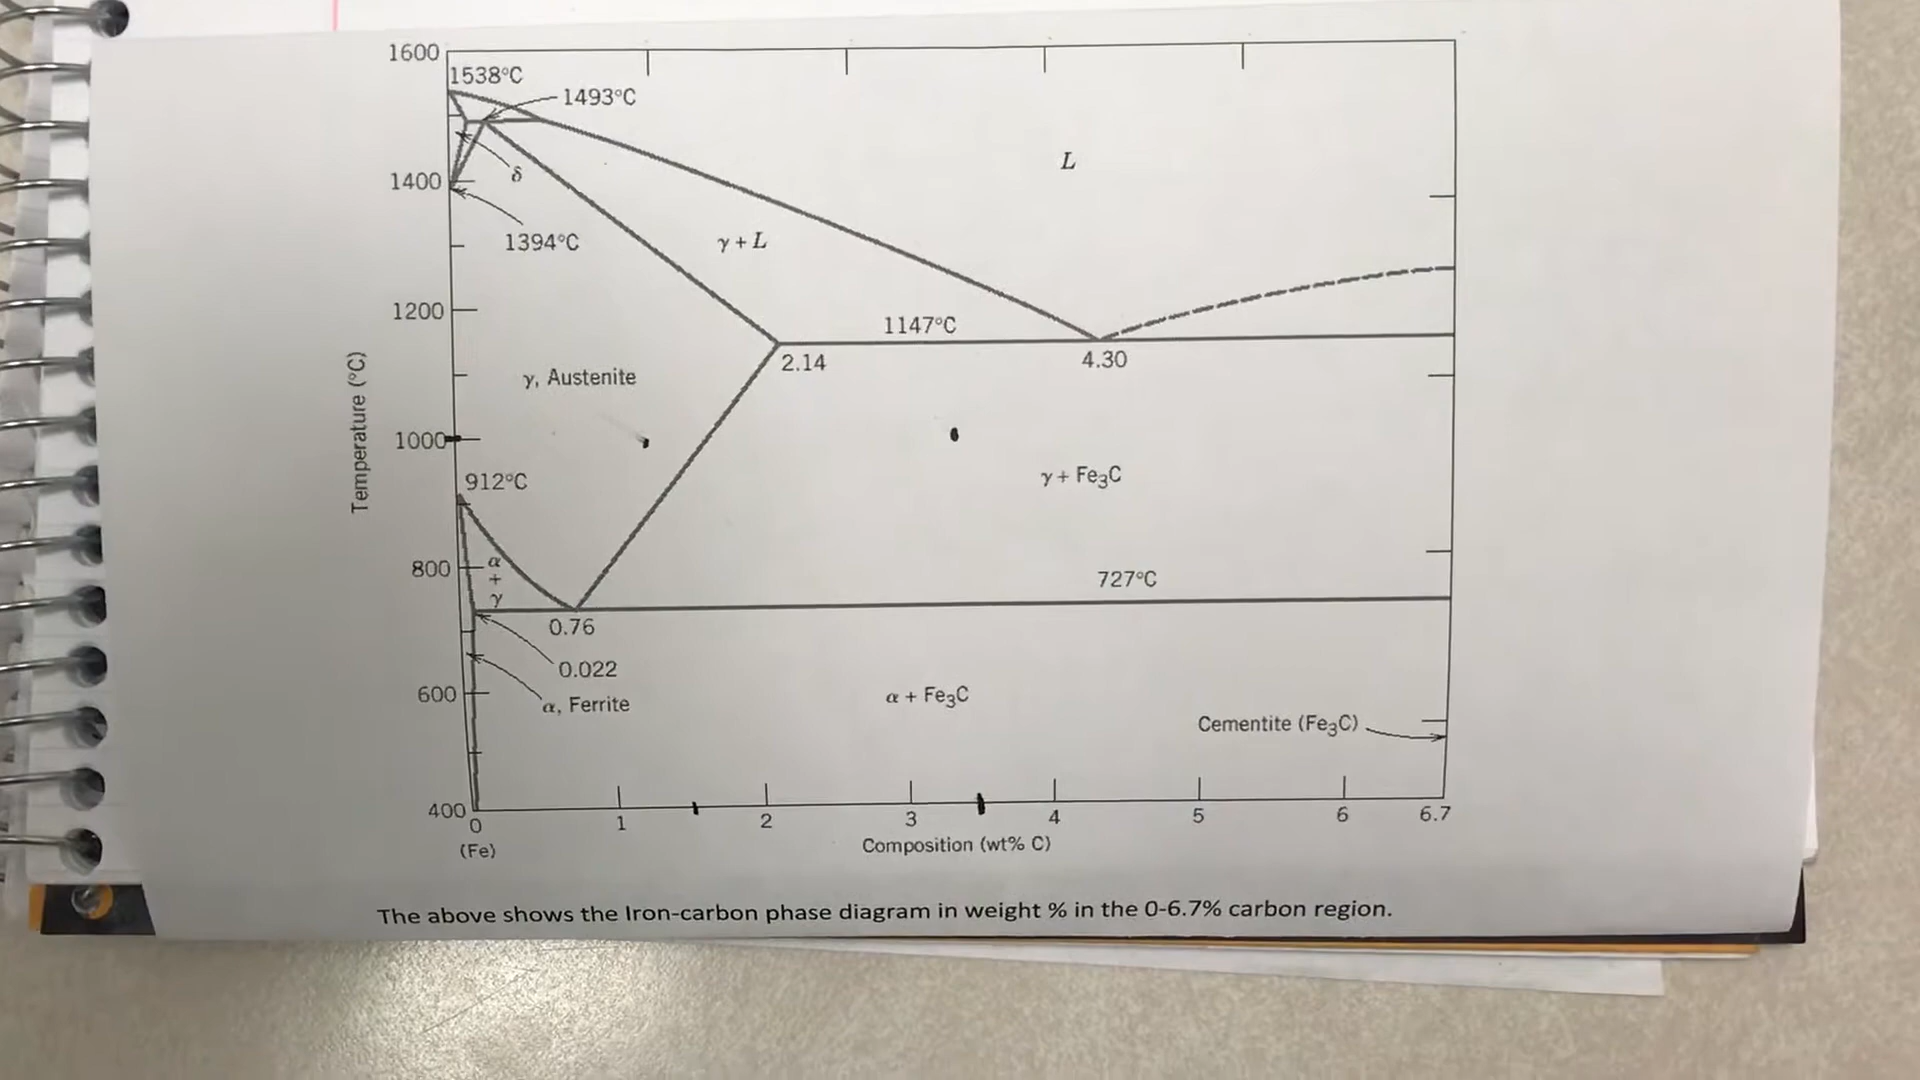 1600
1538°C
1493°C
L
δ
1400
1394°C
γ + L
1200
1147°C
2.14
4.30
γ, Austenite
Temperature (°C)
1000
γ + Fe₃C
912°C
800
α
+
γ
727°C
0.76
0.022
600
α, Ferrite
α + Fe₃C
Cementite (Fe₃C)
400
0
1
2
3
4
5
6
6.7
(Fe)
Composition (wt% C)
The above shows the Iron-carbon phase diagram in weight % in the 0-6.7% carbon region.